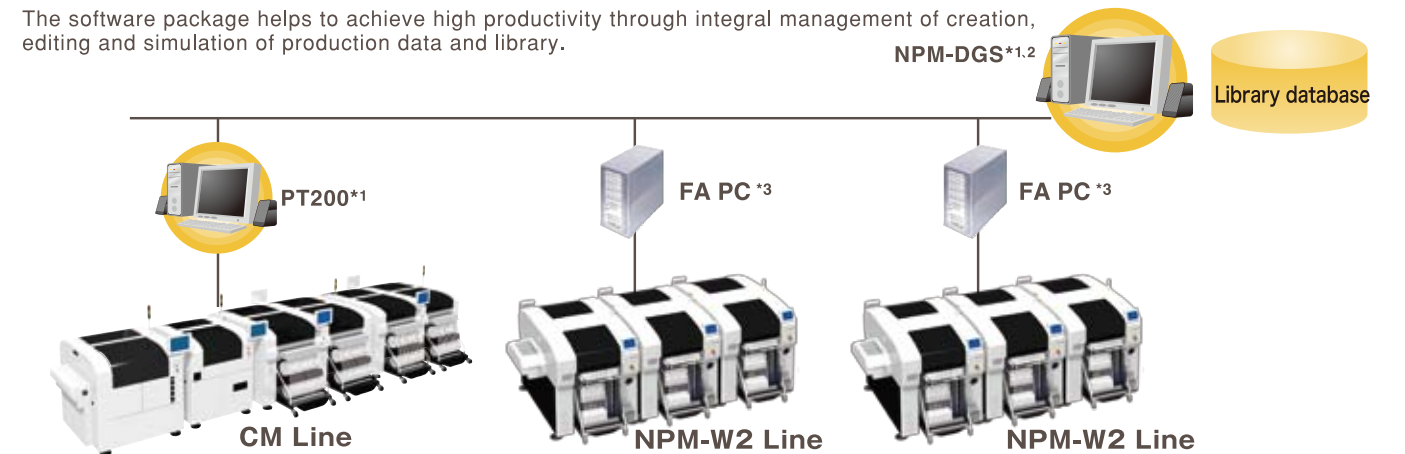 The software package helps to achieve high productivity through integral management of creation,
editing and simulation of production data and library.
NPM-DGS*1,2
Library database
PT200*1
FA PC *3
FA PC *3
CM Line
NPM-W2 Line
NPM-W2 Line